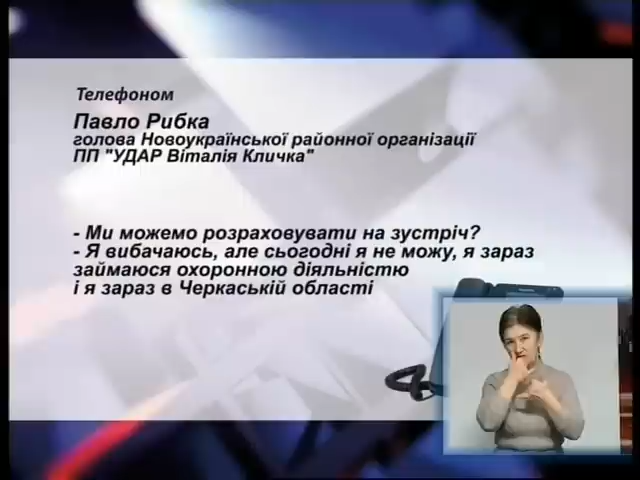 Телефоном
Павло Рибка
голова Новоукраїнської районної організації
ПП "УДАР Віталія Кличка"
- Ми можемо розраховувати на зустріч?
- Я вибачаюсь, але сьогодні я не можу, я зараз
займаюся охоронною діяльністю
і я зараз в Черкаській області